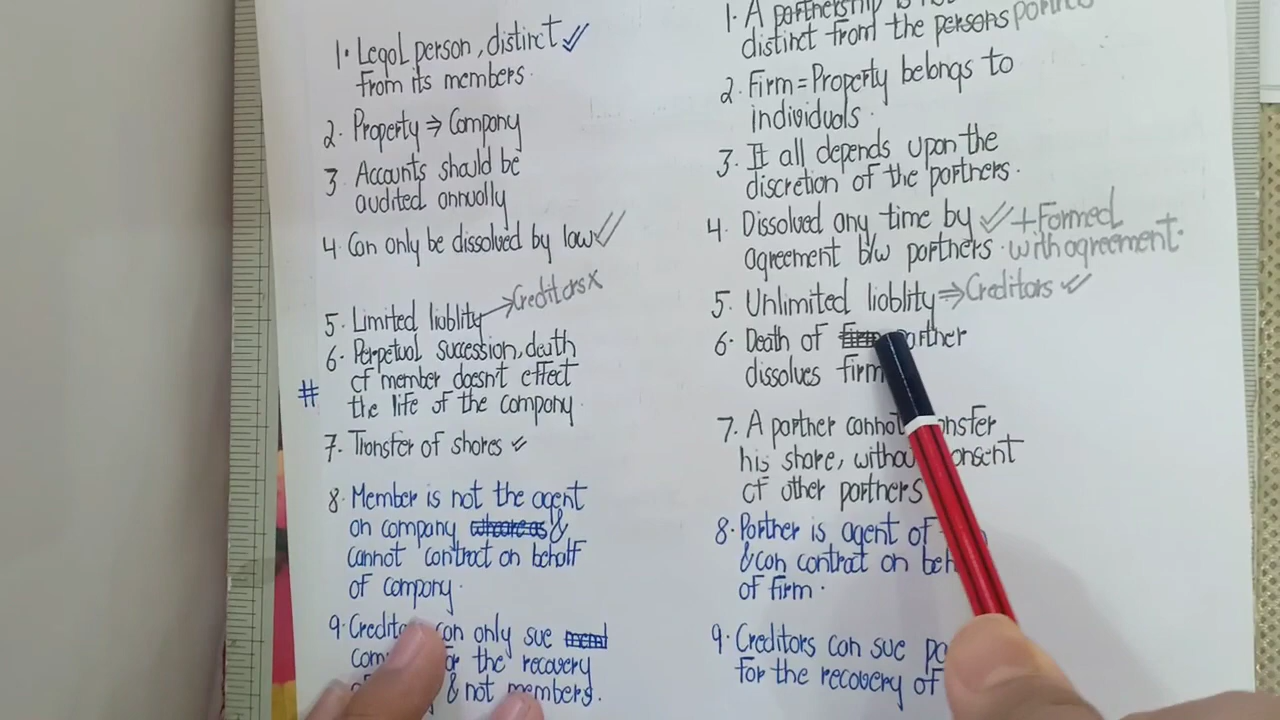 1. Legal person, distinct
from its members.
2. Property ⇒ Company
3 Accounts should be
audited annually
4 Can only be dissolved by law
5. Limited liablity → Creditors x
6. Perpetual succession, death
of member doesn't effect
# the life of the company.
7. Transfer of shares
8. Member is not the agent
on company &
cannot contract on behalf
of company.
9. can only sue
for the recovery
& not members.
1. A partnership is
distinct from the persons
2. Firm = Property belongs to
individuals.
3. It all depends upon the
discretion of the partners.
4. Dissolved any time by + Formed
agreement b/w partners. with agreement.
5. Unlimited liablity ⇒ Creditors
6. Death of partner
dissolves firm
7. A partner cannot
his share, without consent
of other partners
8. Partner is agent of
& can contract on
of firm.
9. Creditors can sue
for the recovery of